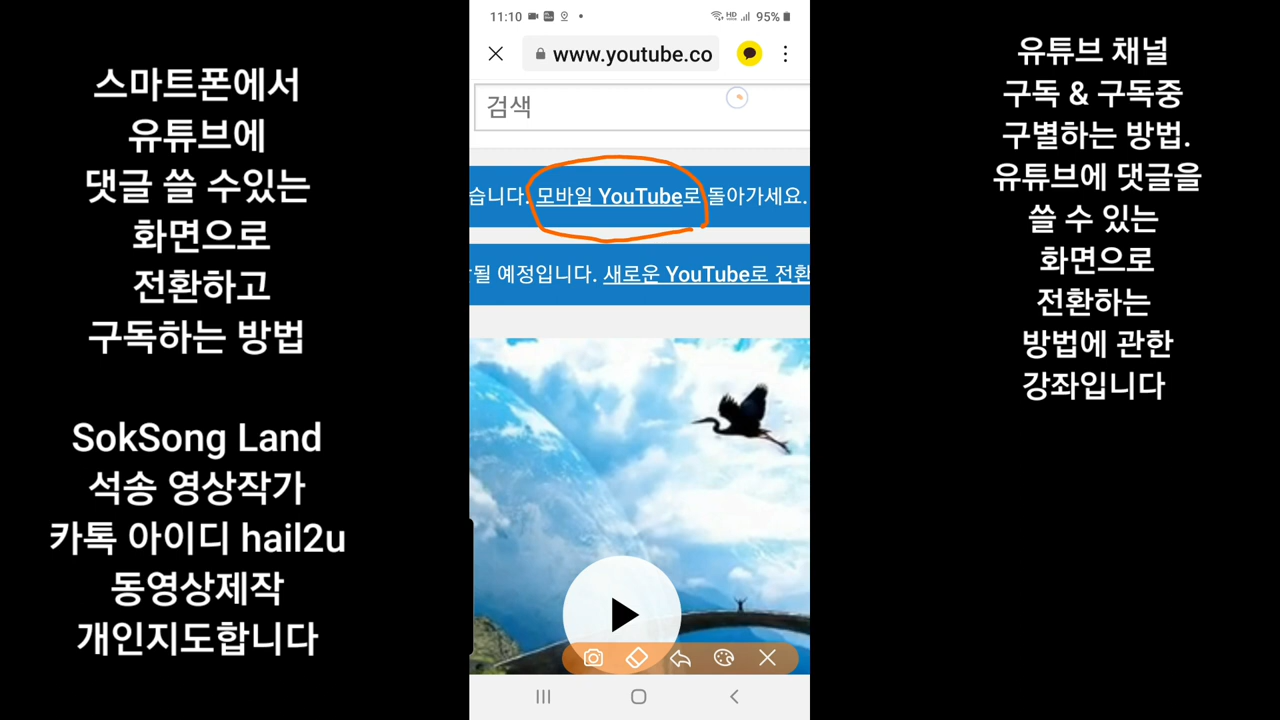 스마트폰에서
유튜브에
댓글 쓸 수있는
화면으로
전환하고
구독하는 방법
SokSong Land
석송 영상작가
카톡 아이디 hail2u
동영상제작
개인지도합니다
11:10
HD
95%
www.youtube.co
검색
습니다. 모바일 YouTube로 돌아가세요.
될 예정입니다. 새로운 YouTube로 전환
유튜브 채널
구독 & 구독중
구별하는 방법.
유튜브에 댓글을
쓸 수 있는
화면으로
전환하는
방법에 관한
강좌입니다